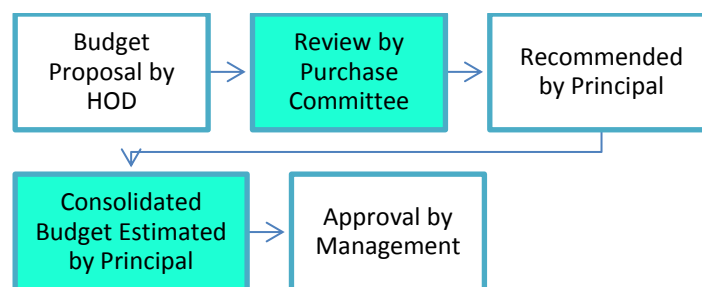 Budget
Proposal by
HOD
Review by
Purchase
Committee
Recommended
by Principal
Consolidated
Budget Estimated
by Principal
Approval by
Management